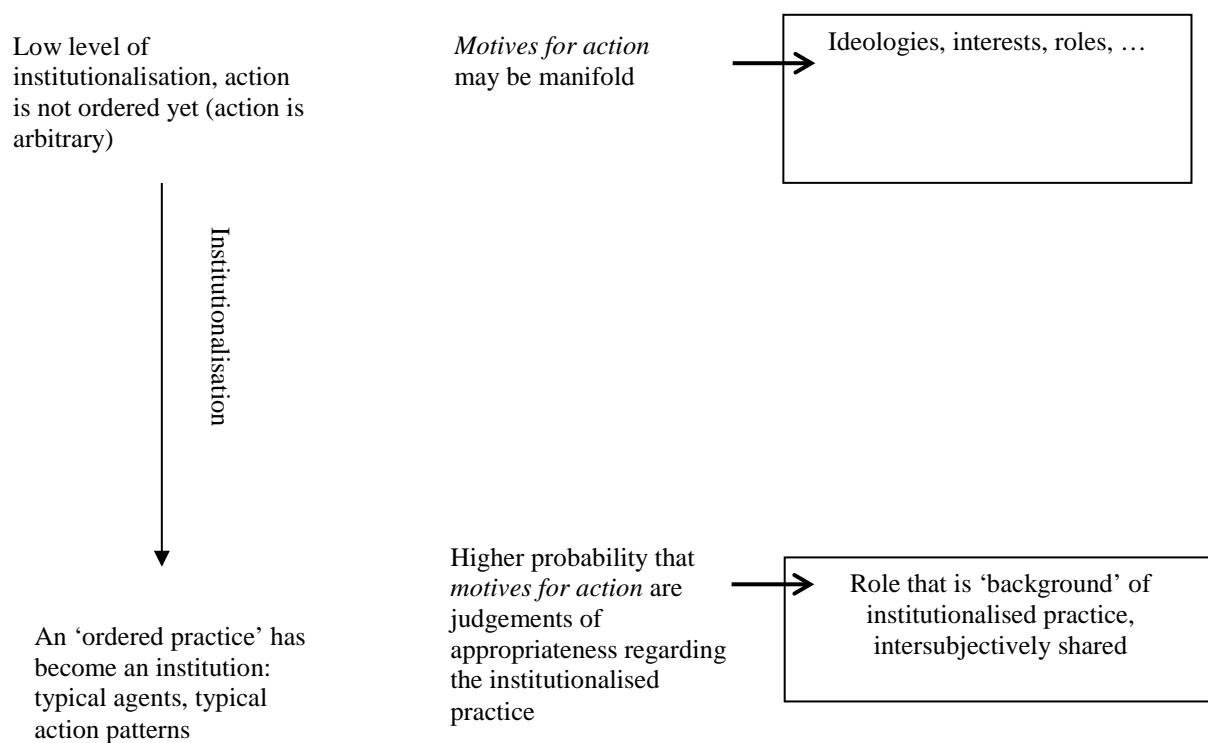 Low level of
institutionalisation, action
is not ordered yet (action is
arbitrary)
Motives for action
may be manifold
Ideologies, interests, roles, …
Institutionalisation
An ‘ordered practice’ has
become an institution:
typical agents, typical
action patterns
Higher probability that
motives for action are
judgements of
appropriateness regarding
the institutionalised
practice
Role that is ‘background’ of
institutionalised practice,
intersubjectively shared